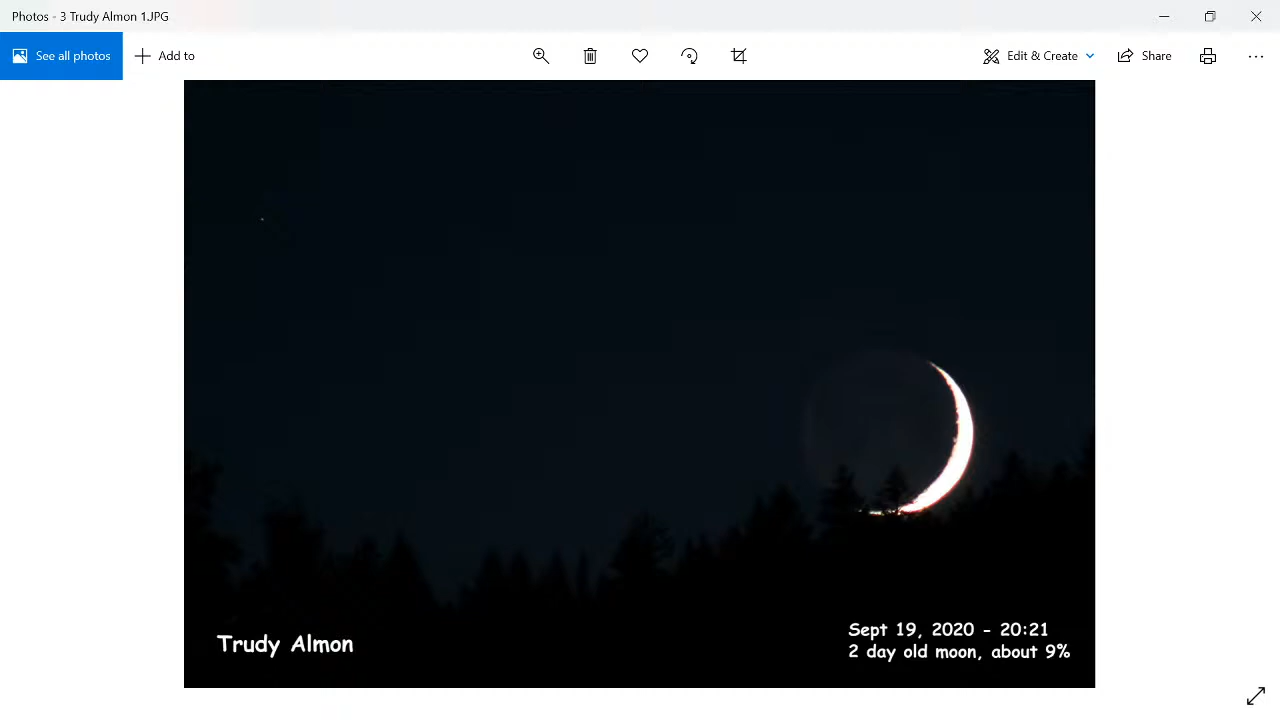 Photos - 3 Trudy Almon 1.JPG
See all photos
Add to
Edit & Create
Share
Trudy Almon
Sept 19, 2020 - 20:21
2 day old moon, about 9%